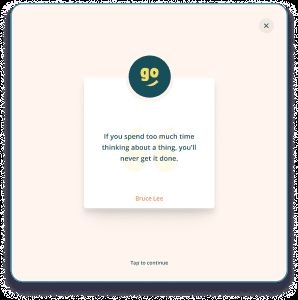 go
If you spend too much time
thinking about a thing, you'll
never get it done.
Bruce Lee
Tap to continue